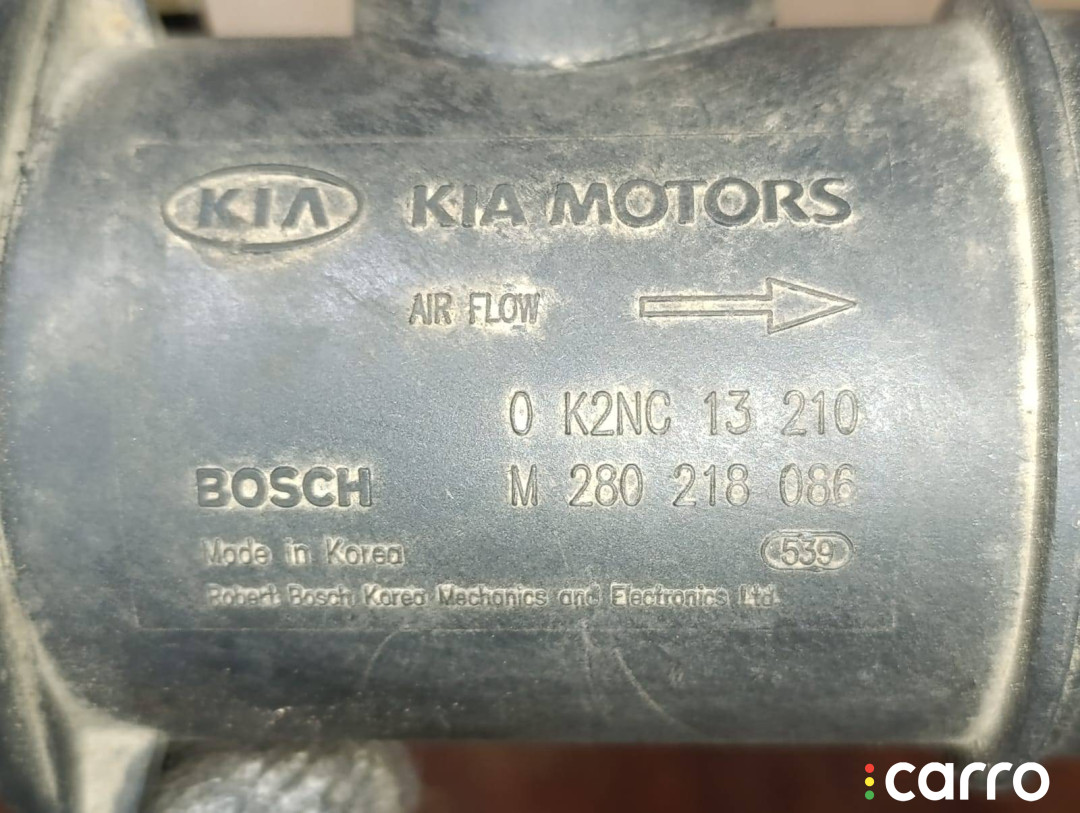 KIA KIA MOTORS
AIR FLOW
0 K2NC 13 210
BOSCH M 280 218 086
Made in Korea 539
Robert Bosch Korea Mechanics and Electronics Ltd.
carro